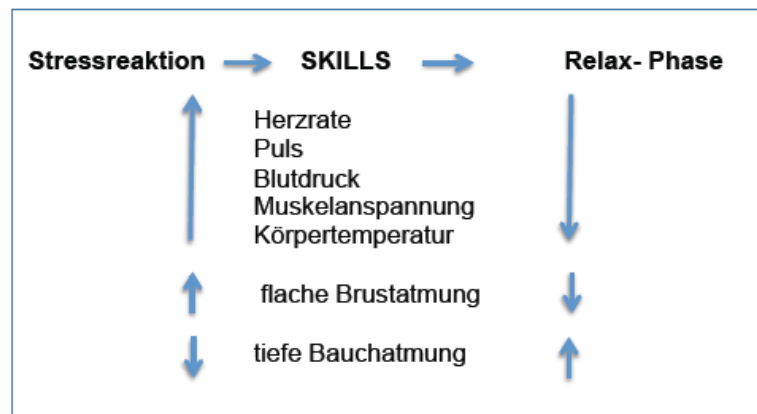 Stressreaktion SKILLS Relax- Phase
Herzrate
Puls
Blutdruck
Muskelanspannung
Körpertemperatur
flache Brustatmung
tiefe Bauchatmung